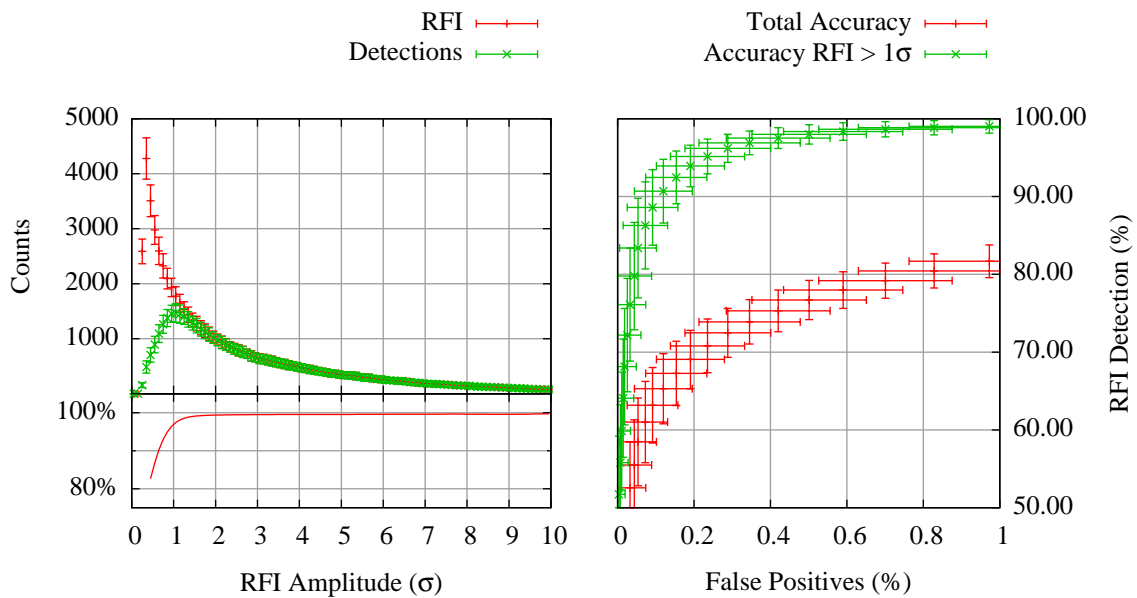 RFI
Detections
5000
4000
3000
2000
1000
100%
80%
Counts
0 1 2 3 4 5 6 7 8 9 10
RFI Amplitude (σ)
Total Accuracy
Accuracy RFI > 1σ
100.00
90.00
80.00
70.00
60.00
50.00
RFI Detection (%)
0 0.2 0.4 0.6 0.8 1
False Positives (%)